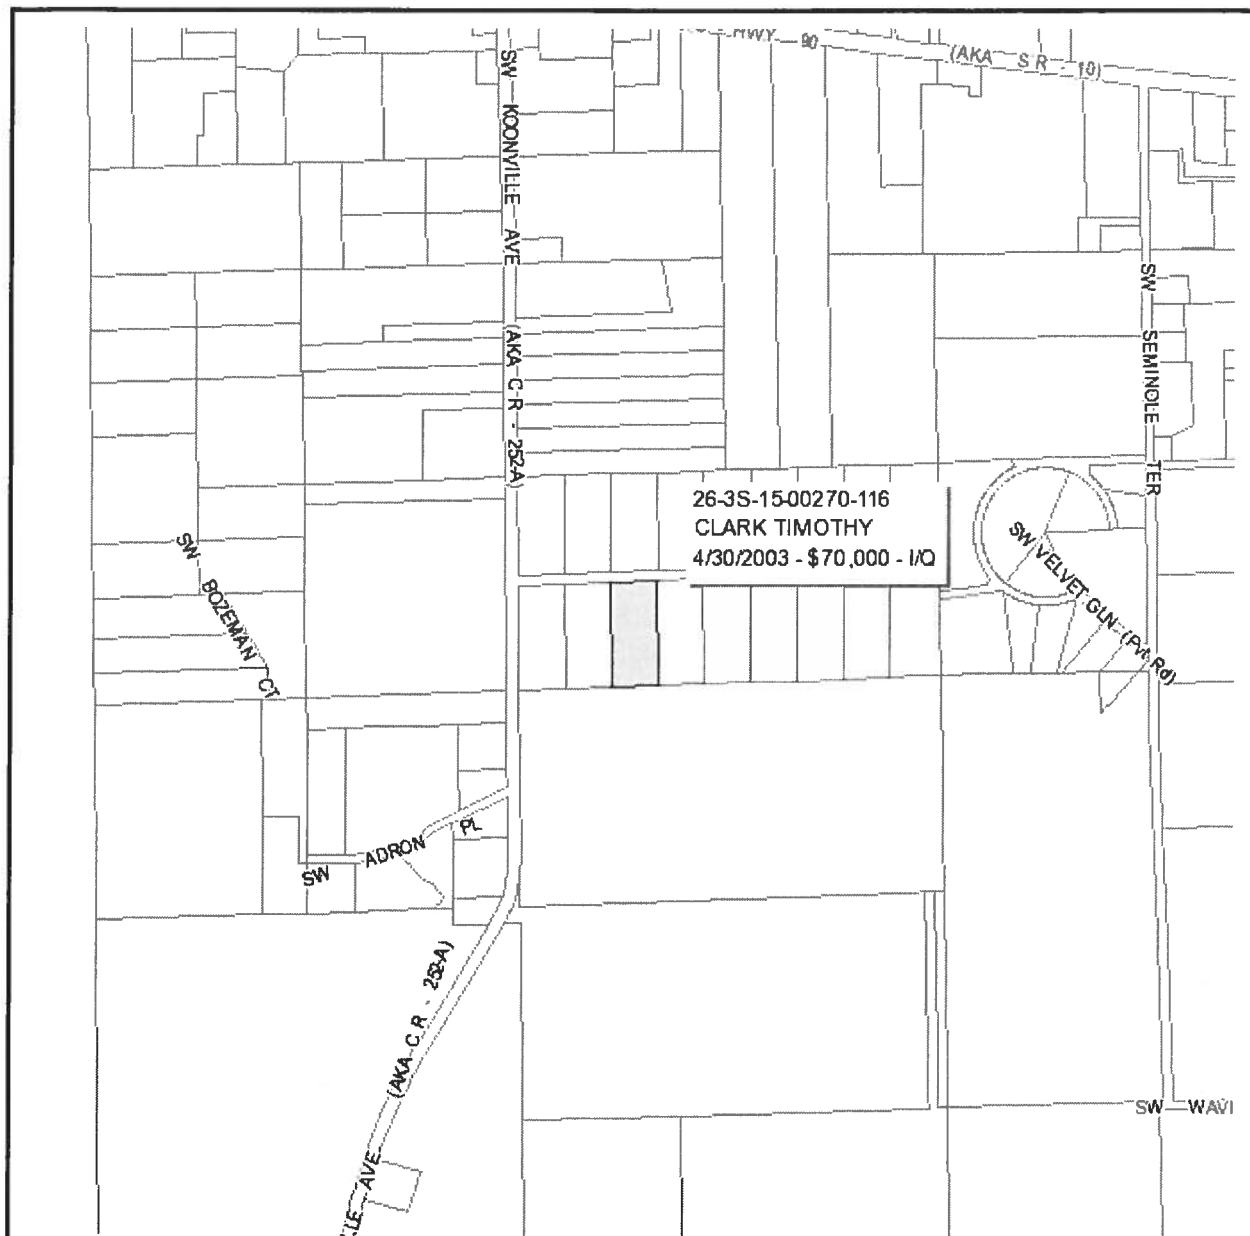 HWY 90
(AKA S R - 10)
SW KOONVILLE AVE (AKA C R - 252-A)
SW SEMINOLE TER
26-3S-15-00270-116
CLARK TIMOTHY
4/30/2003 - $70,000 - I/Q
SW VELVET GLN (Pvt Rd)
SW BOZEMAN CT
SW ADRON PL
(AKA C R - 252-A)
LLE AVE
SW WAVI